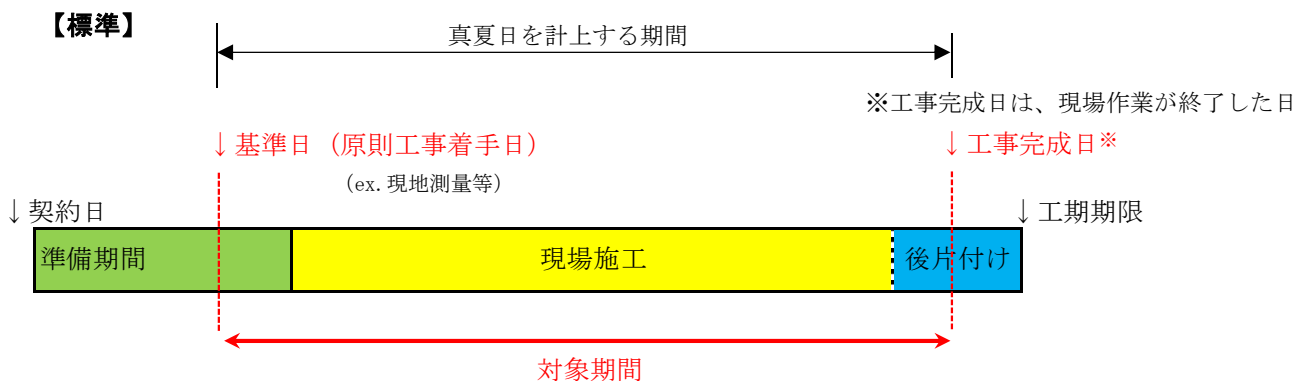 【標準】
真夏日を計上する期間
※工事完成日は、現場作業が終了した日
↓基準日（原則工事着手日）
↓工事完成日※
（ex.現地測量等）
↓契約日
↓工期期限
準備期間
現場施工
後片付け
対象期間